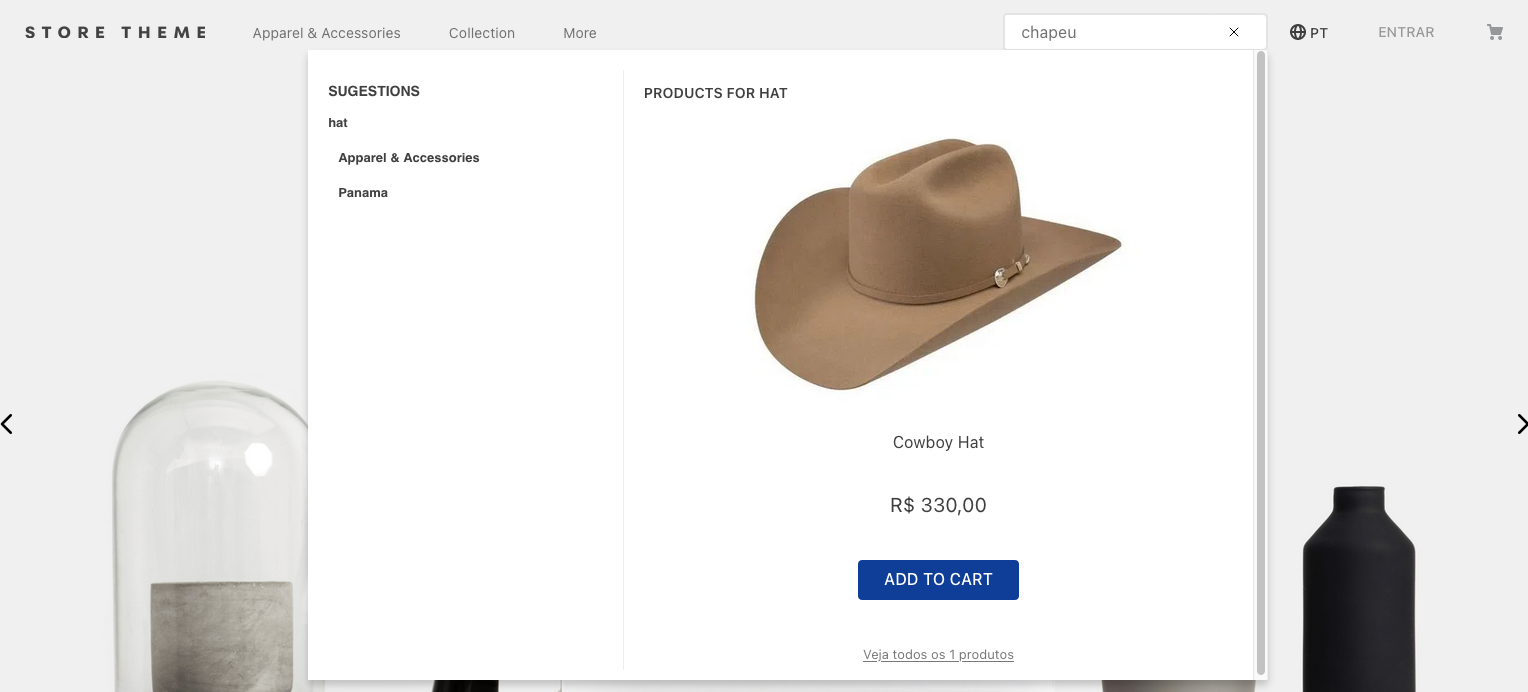 STORE THEME
Apparel & Accessories
Collection
More
chapeu
PT
ENTRAR
SUGESTIONS
hat
Apparel & Accessories
Panama
PRODUCTS FOR HAT
Cowboy Hat
R$ 330,00
ADD TO CART
Veja todos os 1 produtos